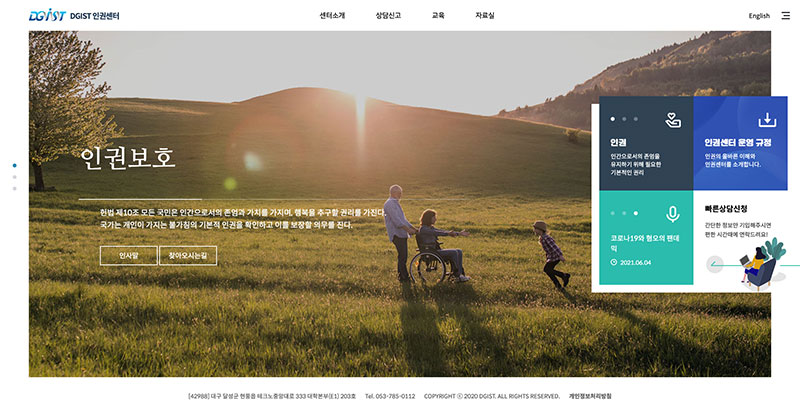 DGIST DGIST 인권센터
센터소개 상담신고 교육 자료실
English
인권보호
헌법 제10조 모든 국민은 인간으로서의 존엄과 가치를 가지며, 행복을 추구할 권리를 가진다.
국가는 개인이 가지는 불가침의 기본적 인권을 확인하고 이를 보장할 의무를 진다.
인사말 찾아오시는길
인권
인간으로서의 존엄을
유지하기 위해 필요한
기본적인 권리
인권센터 운영 규정
인권의 올바른 이해와
인권센터를 소개합니다.
코로나19와 혐오의 팬데
믹
2021.06.04
빠른상담신청
간단한 정보만 기입해주시면
편한 시간때에 연락드려요!
[42988] 대구 달성군 현풍읍 테크노중앙대로 333 대학본부(E1) 203호 Tel. 053-785-0112 COPYRIGHT ⓒ 2020 DGIST. ALL RIGHTS RESERVED. 개인정보처리방침